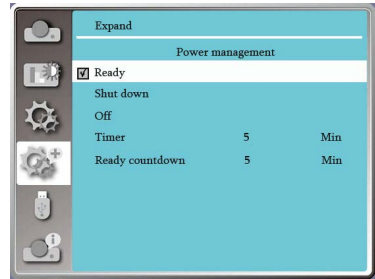 Expand
Power management
Ready
Shut down
Off
Timer 5 Min
Ready countdown 5 Min